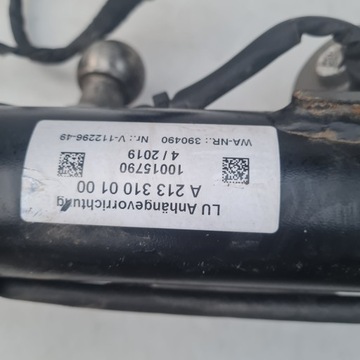 LU Anhängevorrichtung
A 213 310 01 00
10015790
4 / 2019
WA-NR.: 390490 Nr.: V-112296-49